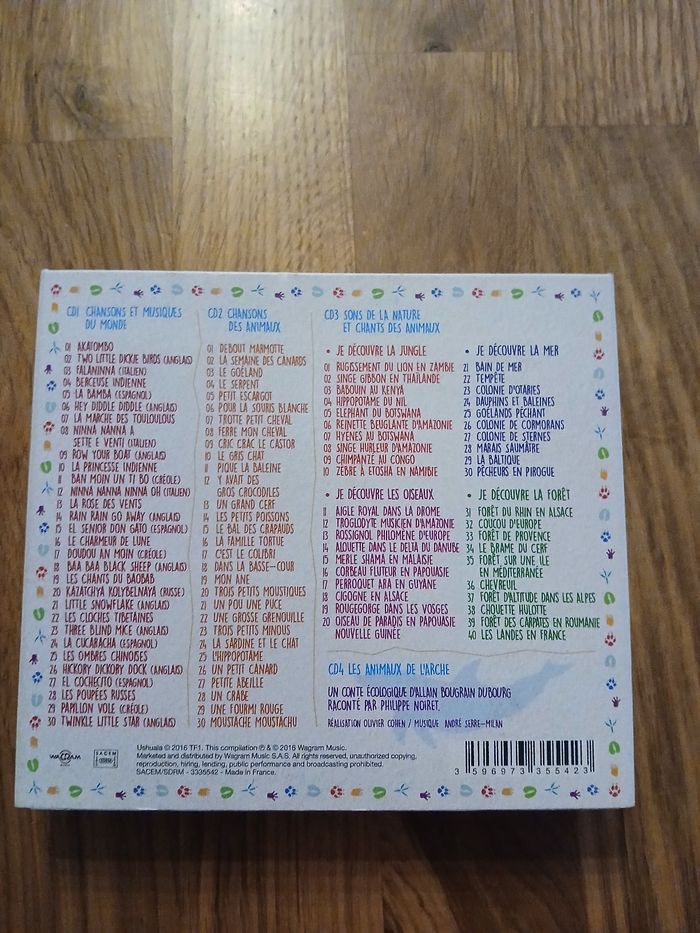 CD1 CHANSONS ET MUSIQUES
DU MONDE
01 AKATOMBO
02 TWO LITTLE DICKIE BIRDS (ANGLAIS)
03 FALANINNA (ITALIEN)
04 BERCEUSE INDIENNE
05 LA BAMBA (ESPAGNOL)
06 HEY DIDDLE DIDDLE (ANGLAIS)
07 LA MARCHE DES TOULOULOUS
08 NINNA NANNA A
SETTE E VENTI (ITALIEN)
09 ROW YOUR BOAT (ANGLAIS)
10 LA PRINCESSE INDIENNE
11 BAN MOIN UN TI BO (CRÉOLE)
12 NINNA NANNA NINNA OH (ITALIEN)
13 LA ROSE DES VENTS
14 RAIN RAIN GO AWAY (ANGLAIS)
15 EL SENIOR DON GATO (ESPAGNOL)
16 LE CHARMEUR DE LUNE
17 DOUDOU AN MOIN (CRÉOLE)
18 BAA BAA BLACK SHEEP (ANGLAIS)
19 LES CHANTS DU BAOBAB
20 KAZATCHYA KOLYBELNAYA (RUSSE)
21 LITTLE SNOWFLAKE (ANGLAIS)
22 LES CLOCHES TIBETAINES
23 THREE BLIND MICE (ANGLAIS)
24 LA CUCARACHA (ESPAGNOL)
25 LES OMBRES CHINOISES
26 HICKORY DICKORY DOCK (ANGLAIS)
27 EL COCHECITO (ESPAGNOL)
28 LES POUPÉES RUSSES
29 PAPILLON VOLE (CRÉOLE)
30 TWINKLE LITTLE STAR (ANGLAIS)
CD2 CHANSONS
DES ANIMAUX
01 DEBOUT MARMOTTE
02 LA SEMAINE DES CANARDS
03 LE GOÉLAND
04 LE SERPENT
05 PETIT ESCARGOT
06 POUR LA SOURIS BLANCHE
07 TROTTE PETIT CHEVAL
08 FERRE MON CHEVAL
09 CRIC CRAC LE CASTOR
10 LE GRIS CHAT
11 PIQUE LA BALEINE
12 Y AVAIT DES
GROS CROCODILES
13 UN GRAND CERF
14 LES PETITS POISSONS
15 LE BAL DES CRAPAUDS
16 LA FAMILLE TORTUE
17 C'EST LE COLIBRI
18 DANS LA BASSE-COUR
19 MON ANE
20 TROIS PETITS MOUSTIQUES
21 UN POU UNE PUCE
22 UNE GROSSE GRENOUILLE
23 TROIS PETITS MINOUS
24 LA SARDINE ET LE CHAT
25 L'HIPPOPOTAME
26 UN PETIT CANARD
27 PETITE ABEILLE
28 UN CRABE
29 UNE FOURMI ROUGE
30 MOUSTACHE MOUSTACHU
CD3 SONS DE LA NATURE
ET CHANTS DES ANIMAUX
• JE DÉCOUVRE LA JUNGLE
01 RUGISSEMENT DU LION EN ZAMBIE
02 SINGE GIBBON EN THAÏLANDE
03 BABOUIN AU KENYA
04 HIPPOPOTAME DU NIL
05 ELEPHANT DU BOTSWANA
06 REINETTE BEUGLANTE D'AMAZONIE
07 HYENES AU BOTSWANA
08 SINGE HURLEUR D'AMAZONIE
09 CHIMPANZÉ AU CONGO
10 ZÈBRE À ETOSHA EN NAMIBIE
• JE DÉCOUVRE LES OISEAUX
11 AIGLE ROYAL DANS LA DROME
12 TROGLODYTE MUSICIEN D'AMAZONIE
13 ROSSIGNOL PHILOMÈNE D'EUROPE
14 ALOUETTE DANS LE DELTA DU DANUBE
15 MERLE SHAMA EN MALAISIE
16 CORBEAU FLUTEUR EN PAPOUASIE
17 PERROQUET ARA EN GUYANE
18 CIGOGNE EN ALSACE
19 ROUGEGORGE DANS LES VOSGES
20 OISEAU DE PARADIS EN PAPOUASIE
NOUVELLE GUINÉE
• JE DÉCOUVRE LA MER
21 BAIN DE MER
22 TEMPÊTE
23 COLONIE D'OTARIES
24 DAUPHINS ET BALEINES
25 GOÉLANDS PÉCHANT
26 COLONIE DE CORMORANS
27 COLONIE DE STERNES
28 MARAIS SAUMÂTRE
29 LA BALTIQUE
30 PÊCHEURS EN PIROGUE
• JE DÉCOUVRE LA FORÊT
31 FORÊT DU RHIN EN ALSACE
32 COUCOU D'EUROPE
33 FORÊT DE PROVENCE
34 LE BRAME DU CERF
35 FORÊT SUR UNE ILE
EN MÉDITERRANÉE
36 CHEVREUIL
37 FORÊT D'ALTITUDE DANS LES ALPES
38 CHOUETTE HULOTTE
39 FORÊT DES CARPATES EN ROUMANIE
40 LES LANDES EN FRANCE
CD4 LES ANIMAUX DE L'ARCHE
UN CONTE ÉCOLOGIQUE D'ALLAIN BOUGRAIN DUBOURG
RACONTÉ PAR PHILIPPE NOIRET.
RÉALISATION OLIVIER COHEN / MUSIQUE ANDRÉ SERRE-MILAN
WAGRAM
SACEM
Ushuaïa © 2016 TF1. This compilation ℗ & © 2016 Wagram Music.
Marketed and distributed by Wagram Music S.A.S. All rights reserved, unauthorized copying,
reproduction, hiring, lending, public performance and broadcasting prohibited.
SACEM/SDRM - 3335542 - Made in France.
3 596973 355423